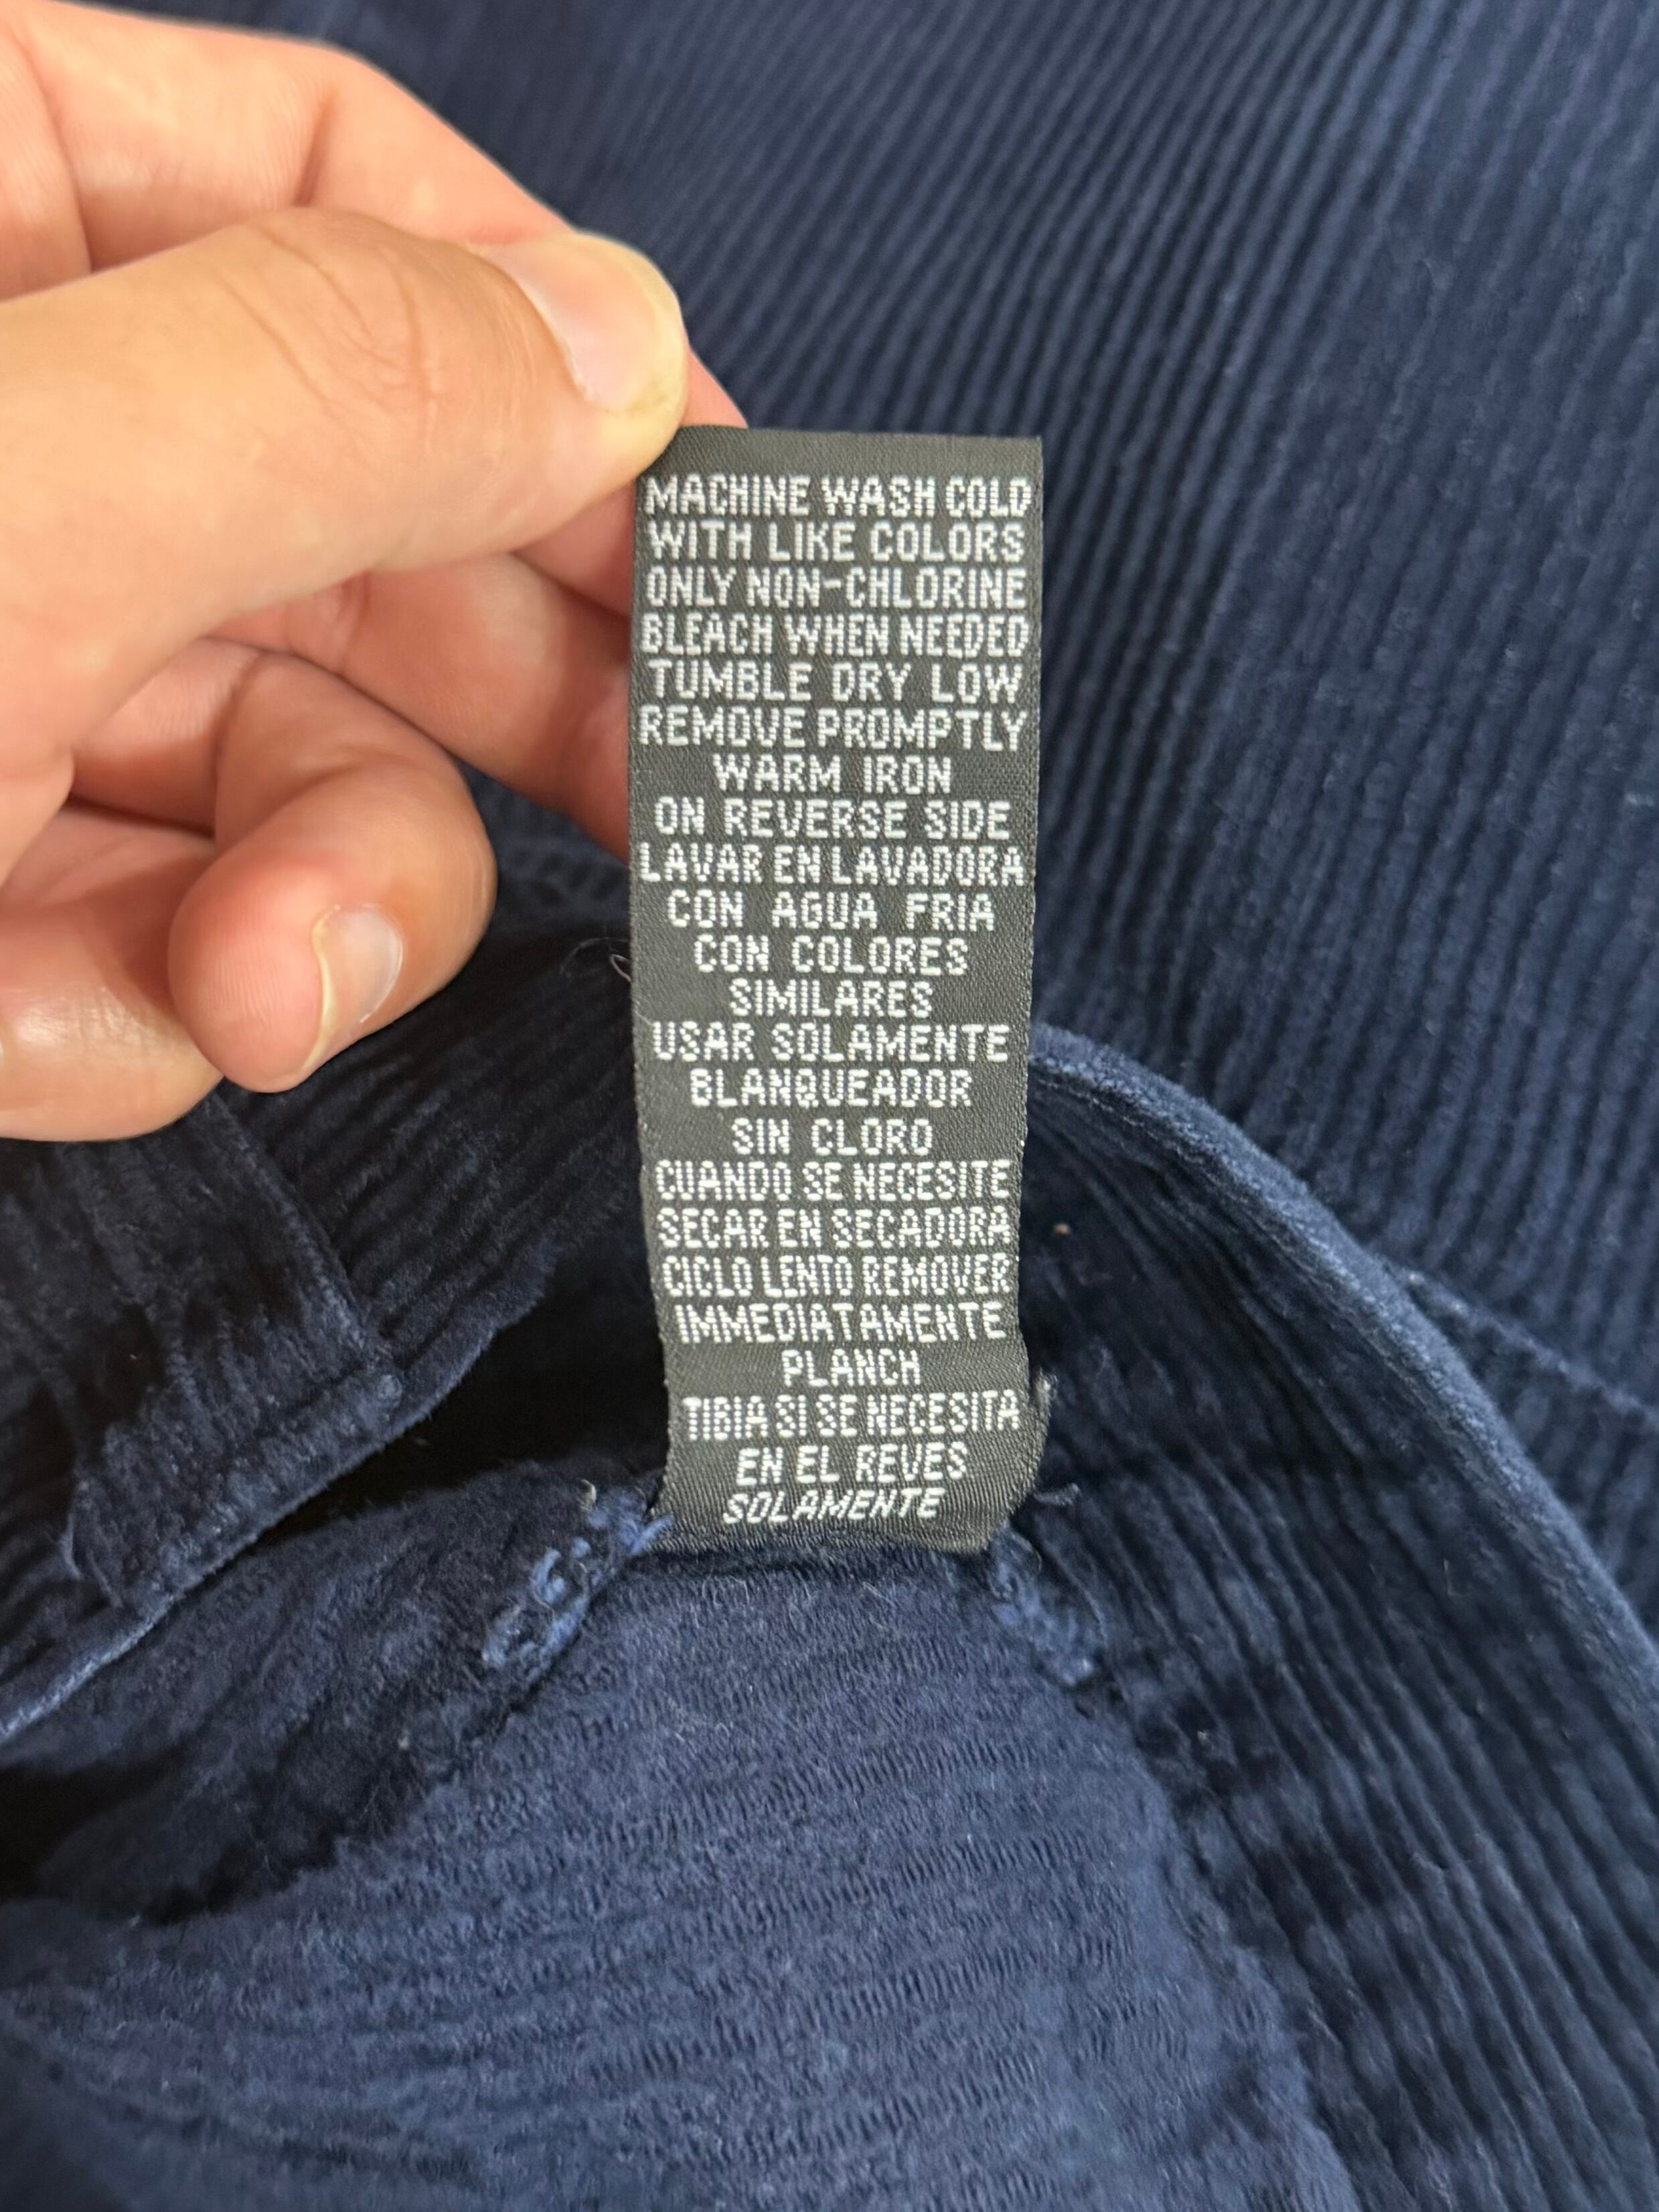 MACHINE WASH COLD
WITH LIKE COLORS
ONLY NON-CHLORINE
BLEACH WHEN NEEDED
TUMBLE DRY LOW
REMOVE PROMPTLY
WARM IRON
ON REVERSE SIDE
LAVAR EN LAVADORA
CON AGUA FRIA
CON COLORES
SIMILARES
USAR SOLAMENTE
BLANQUEADOR
SIN CLORO
CUANDO SE NECESITE
SECAR EN SECADORA
CICLO LENTO REMOVER
IMMEDIATAMENTE
PLANCH
TIBIA SI SE NECESITA
EN EL REVES
SOLAMENTE